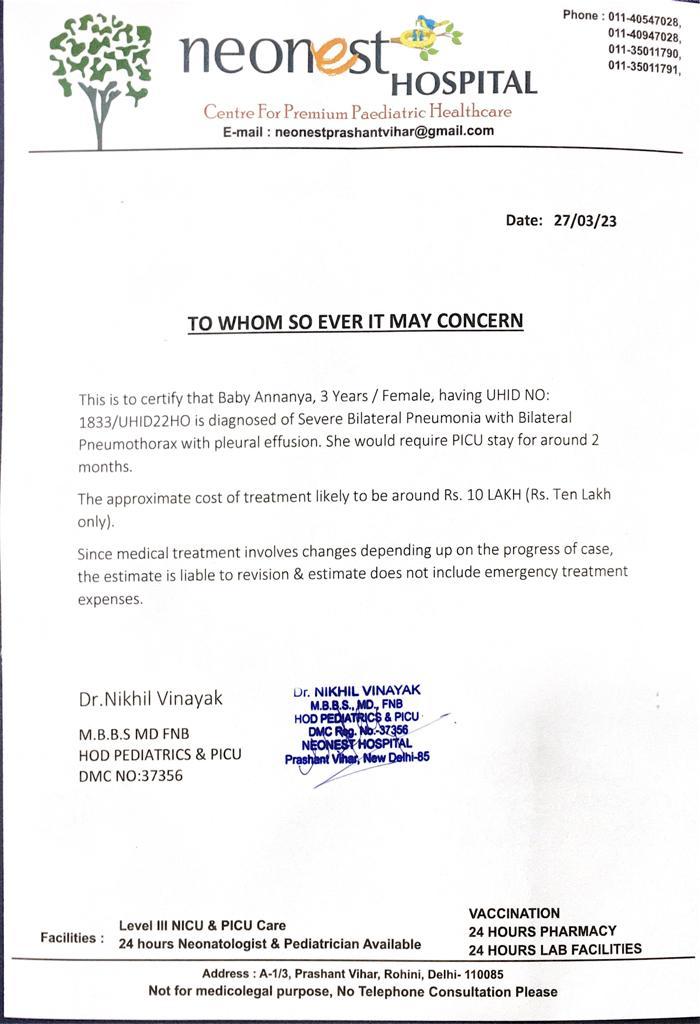 neonest
HOSPITAL
Centre For Premium Paediatric Healthcare
E-mail : neonestprashantvihar@gmail.com
Phone : 011-40547028,
011-40947028,
011-35011790,
011-35011791,
Date: 27/03/23
TO WHOM SO EVER IT MAY CONCERN
This is to certify that Baby Annanya, 3 Years / Female, having UHID NO:
1833/UHID22HO is diagnosed of Severe Bilateral Pneumonia with Bilateral
Pneumothorax with pleural effusion. She would require PICU stay for around 2
months.
The approximate cost of treatment likely to be around Rs. 10 LAKH (Rs. Ten Lakh
only).
Since medical treatment involves changes depending up on the progress of case,
the estimate is liable to revision & estimate does not include emergency treatment
expenses.
Dr.Nikhil Vinayak
M.B.B.S MD FNB
HOD PEDIATRICS & PICU
DMC NO:37356
Dr. NIKHIL VINAYAK
M.B.B.S., MD., FNB
HOD PEDIATRICS & PICU
DMC Reg. No.-37356
NEONEST HOSPITAL
Prashant Vihar, New Delhi-85
Facilities :
Level III NICU & PICU Care
24 hours Neonatologist & Pediatrician Available
VACCINATION
24 HOURS PHARMACY
24 HOURS LAB FACILITIES
Address : A-1/3, Prashant Vihar, Rohini, Delhi- 110085
Not for medicolegal purpose, No Telephone Consultation Please